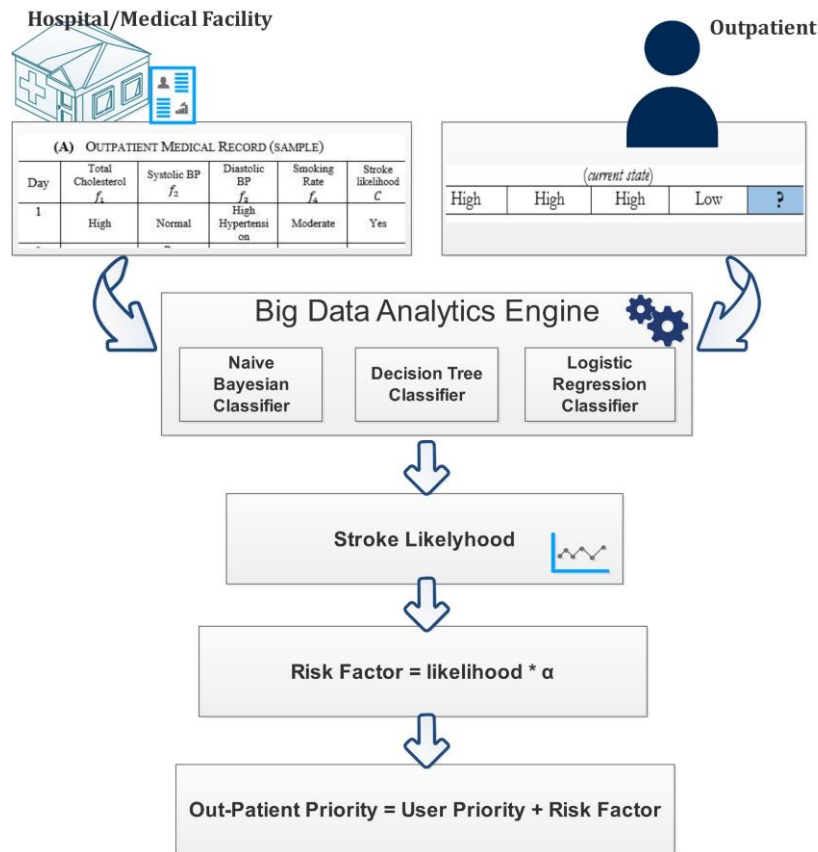 Hospital/Medical Facility
Outpatient
(A) OUTPATIENT MEDICAL RECORD (SAMPLE)
Day
Total
Cholesterol
f₁
Systolic BP
f₂
Diastolic
BP
f₃
Smoking
Rate
f₄
Stroke
likelihood
C
1
High
Normal
High
Hypertensi
on
Moderate
Yes
(current state)
High High High Low ?
Big Data Analytics Engine
Naive
Bayesian
Classifier
Decision Tree
Classifier
Logistic
Regression
Classifier
Stroke Likelyhood
Risk Factor = likelihood * α
Out-Patient Priority = User Priority + Risk Factor